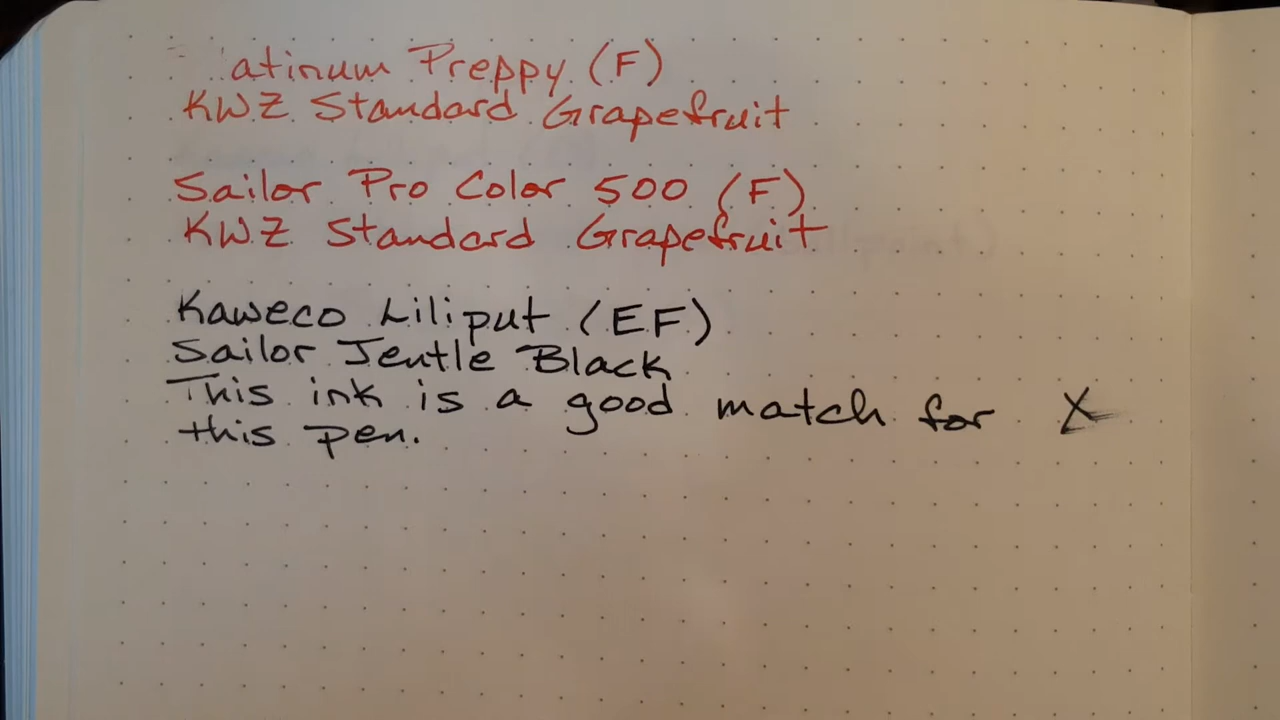 atinum Preppy (F)
KWZ Standard Grapefruit
Sailor Pro Color 500 (F)
KWZ Standard Grapefruit
Kaweco Liliput (EF)
Sailor Jentle Black
This ink is a good match for X
this pen.